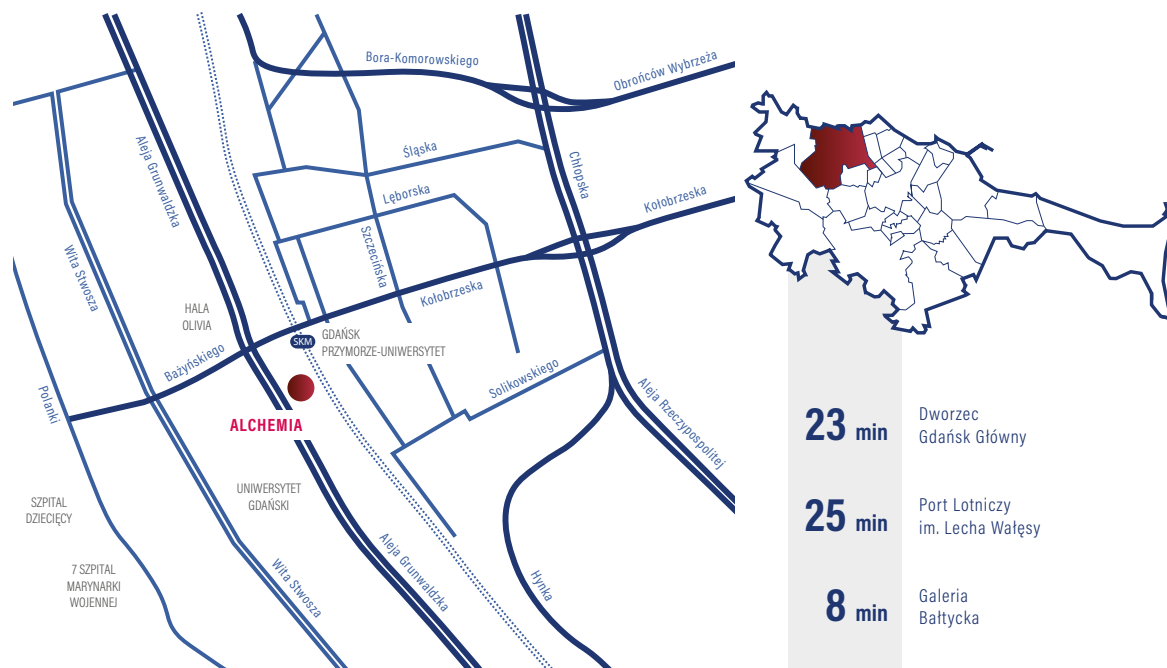 Bora-Komorowskiego
Obrońców Wybrzeża
Aleja Grunwaldzka
Śląska
Chłopska
Lęborska
Kołobrzeska
Szczecińska
Wita Stwosza
Kołobrzeska
HALA
OLIVIA
SKM
GDAŃSK
PRZYMORZE-UNIWERSYTET
Bażyńskiego
Solikowskiego
Polanki
ALCHEMIA
Aleja Rzeczypospolitej
UNIWERSYTET
GDAŃSKI
SZPITAL
DZIECIĘCY
Aleja Grunwaldzka
7 SZPITAL
MARYNARKI
WOJENNEJ
Wita Stwosza
Hynka
23 min
Dworzec
Gdańsk Główny
25 min
Port Lotniczy
im. Lecha Wałęsy
8 min
Galeria
Bałtycka